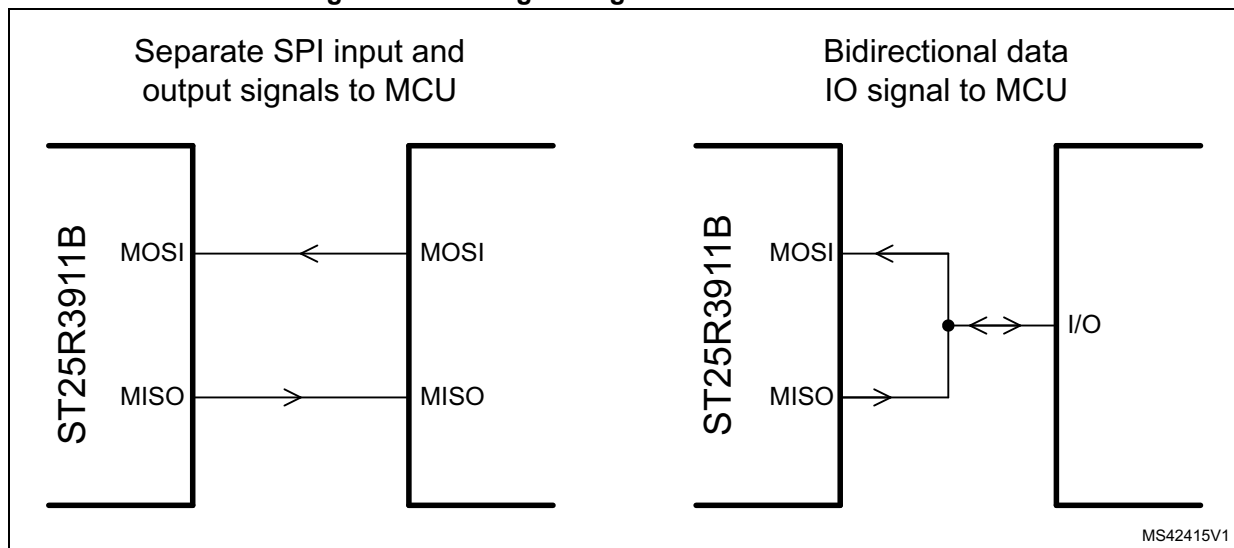 Separate SPI input and
output signals to MCU
Bidirectional data
IO signal to MCU
ST25R3911B
MOSI
MISO
MOSI
MISO
ST25R3911B
MOSI
MISO
I/O
MS42415V1